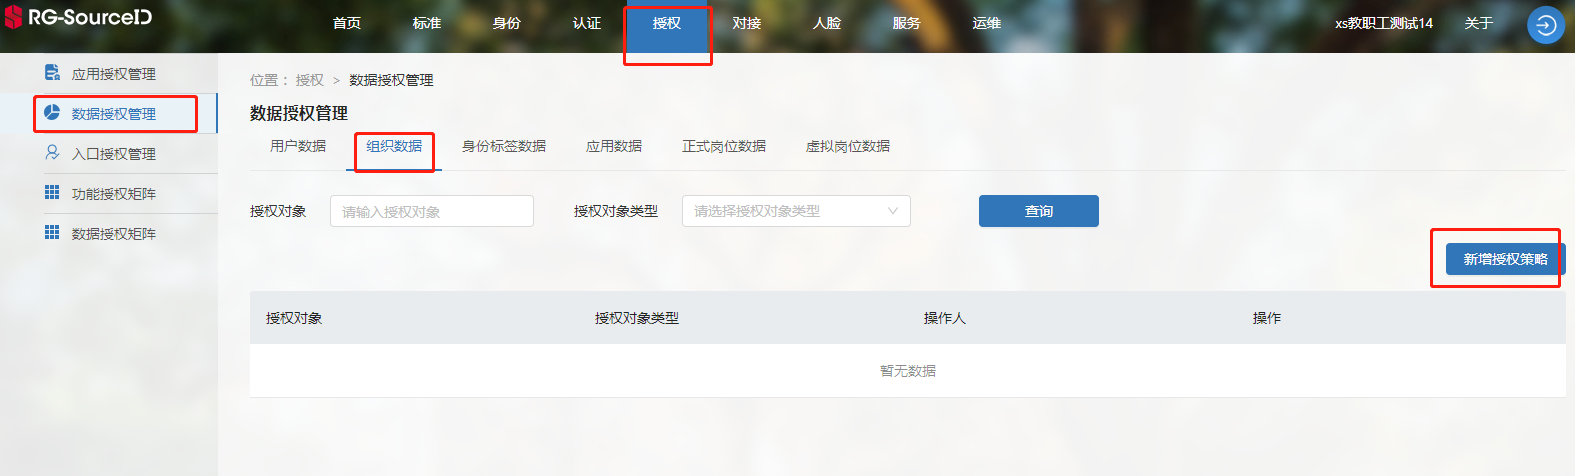 RG-SourceID
首页 标准 身份 认证 授权 对接 人脸 服务 运维 xs教职工测试14 关于
应用授权管理
数据授权管理
入口授权管理
功能授权矩阵
数据授权矩阵
位置： 授权 > 数据授权管理
数据授权管理
用户数据 组织数据 身份标签数据 应用数据 正式岗位数据 虚拟岗位数据
授权对象 请输入授权对象 授权对象类型 请选择授权对象类型 查询
新增授权策略
授权对象 授权对象类型 操作人 操作
暂无数据